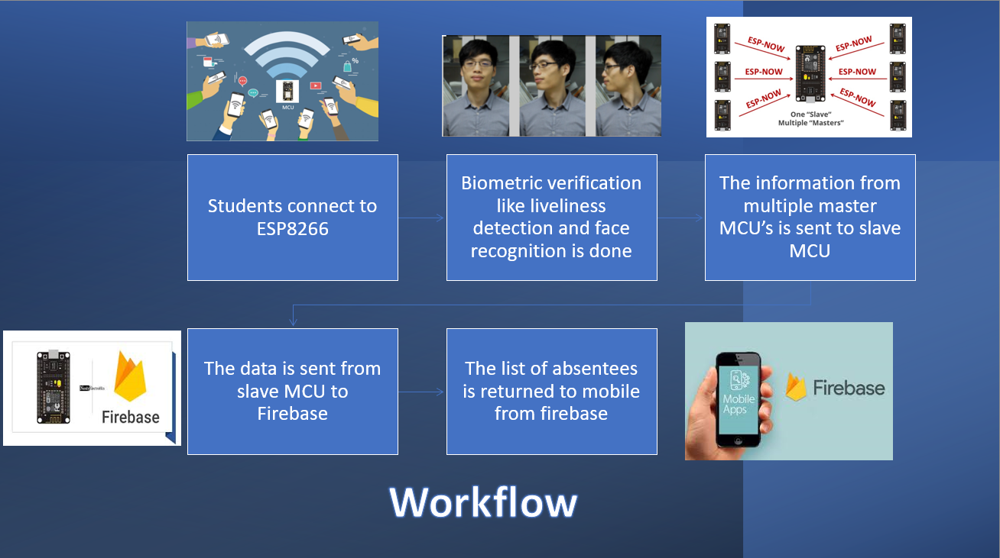 %
MCU
ESP-NOW
ESP-NOW
ESP-NOW
ESP-NOW
ESP-NOW
ESP-NOW
One “Slave”
Multiple “Masters”
Students connect to
ESP8266
Biometric verification
like liveliness
detection and face
recognition is done
The information from
multiple master
MCU’s is sent to slave
MCU
Firebase
The data is sent from
slave MCU to
Firebase
The list of absentees
is returned to mobile
from firebase
Mobile
Apps
Firebase
Workflow